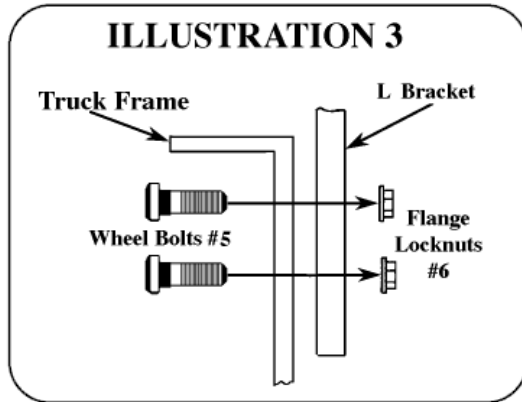 ILLUSTRATION 3
Truck Frame
L Bracket
Wheel Bolts #5
Flange
Locknuts
#6